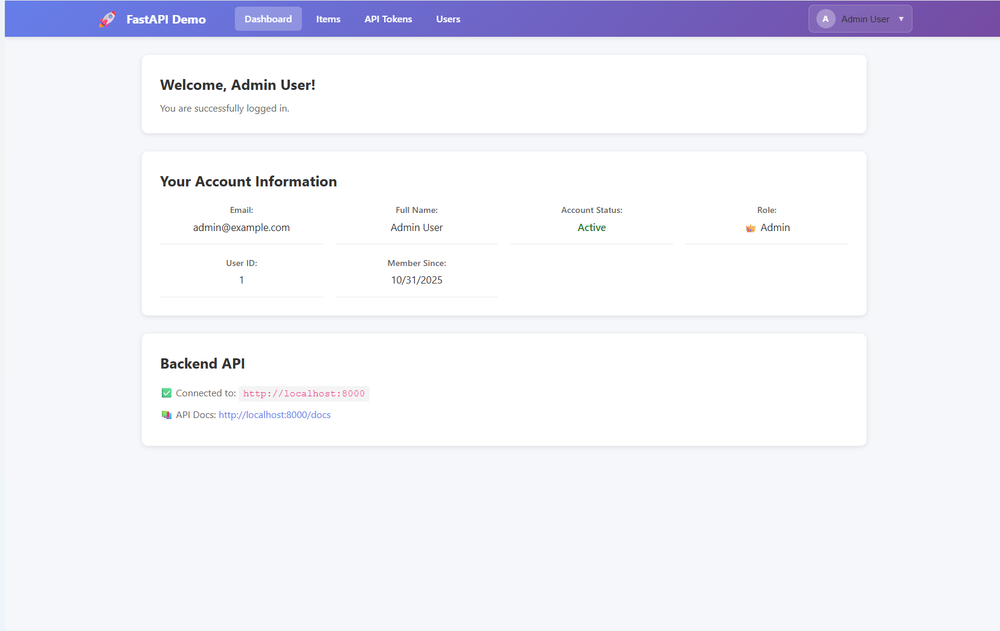 FastAPI Demo
Dashboard
Items
API Tokens
Users
A
Admin User
Welcome, Admin User!
You are successfully logged in.
Your Account Information
Email:
admin@example.com
Full Name:
Admin User
Account Status:
Active
Role:
Admin
User ID:
1
Member Since:
10/31/2025
Backend API
Connected to: http://localhost:8000
API Docs: http://localhost:8000/docs